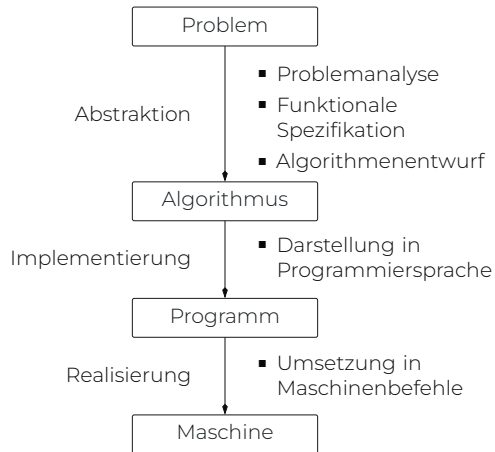 Problem
Abstraktion
▪ Problemanalyse
▪ Funktionale
Spezifikation
▪ Algorithmenentwurf
Algorithmus
Implementierung
▪ Darstellung in
Programmiersprache
Programm
Realisierung
▪ Umsetzung in
Maschinenbefehle
Maschine